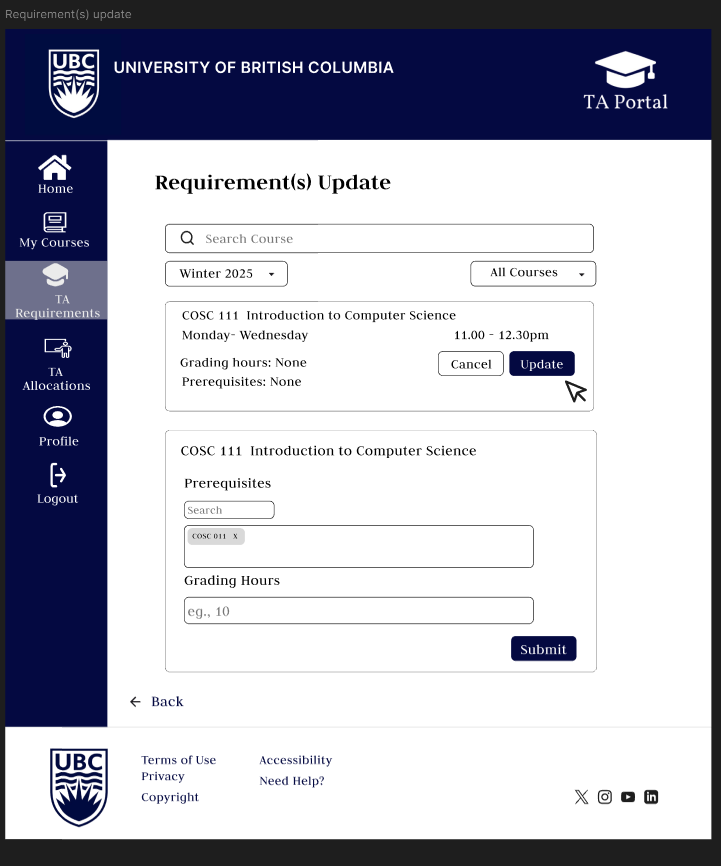 Requirement(s) update
UBC
UNIVERSITY OF BRITISH COLUMBIA
TA Portal
Home
My Courses
TA
Requirements
TA
Allocations
Profile
Logout
Requirement(s) Update
Search Course
Winter 2025
All Courses
COSC 111 Introduction to Computer Science
Monday- Wednesday 11.00 - 12.30pm
Grading hours: None
Prerequisites: None
Cancel Update
COSC 111 Introduction to Computer Science
Prerequisites
Search
COSC 011 X
Grading Hours
eg., 10
Submit
← Back
UBC
Terms of Use
Privacy
Copyright
Accessibility
Need Help?